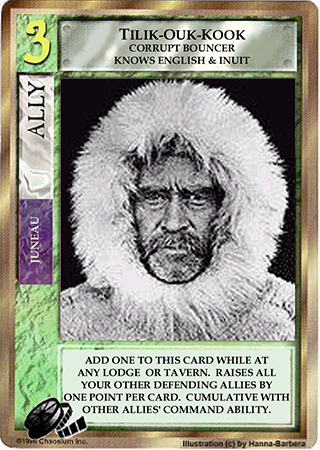 3
TILIK-OUK-KOOK
CORRUPT BOUNCER
KNOWS ENGLISH & INUIT
ALLY
JUNEAU
ADD ONE TO THIS CARD WHILE AT
ANY LODGE OR TAVERN. RAISES ALL
YOUR OTHER DEFENDING ALLIES BY
ONE POINT PER CARD. CUMULATIVE WITH
OTHER ALLIES' COMMAND ABILITY.
©1996 Chaosium Inc.
Illustration (c) by Hanna-Barbera